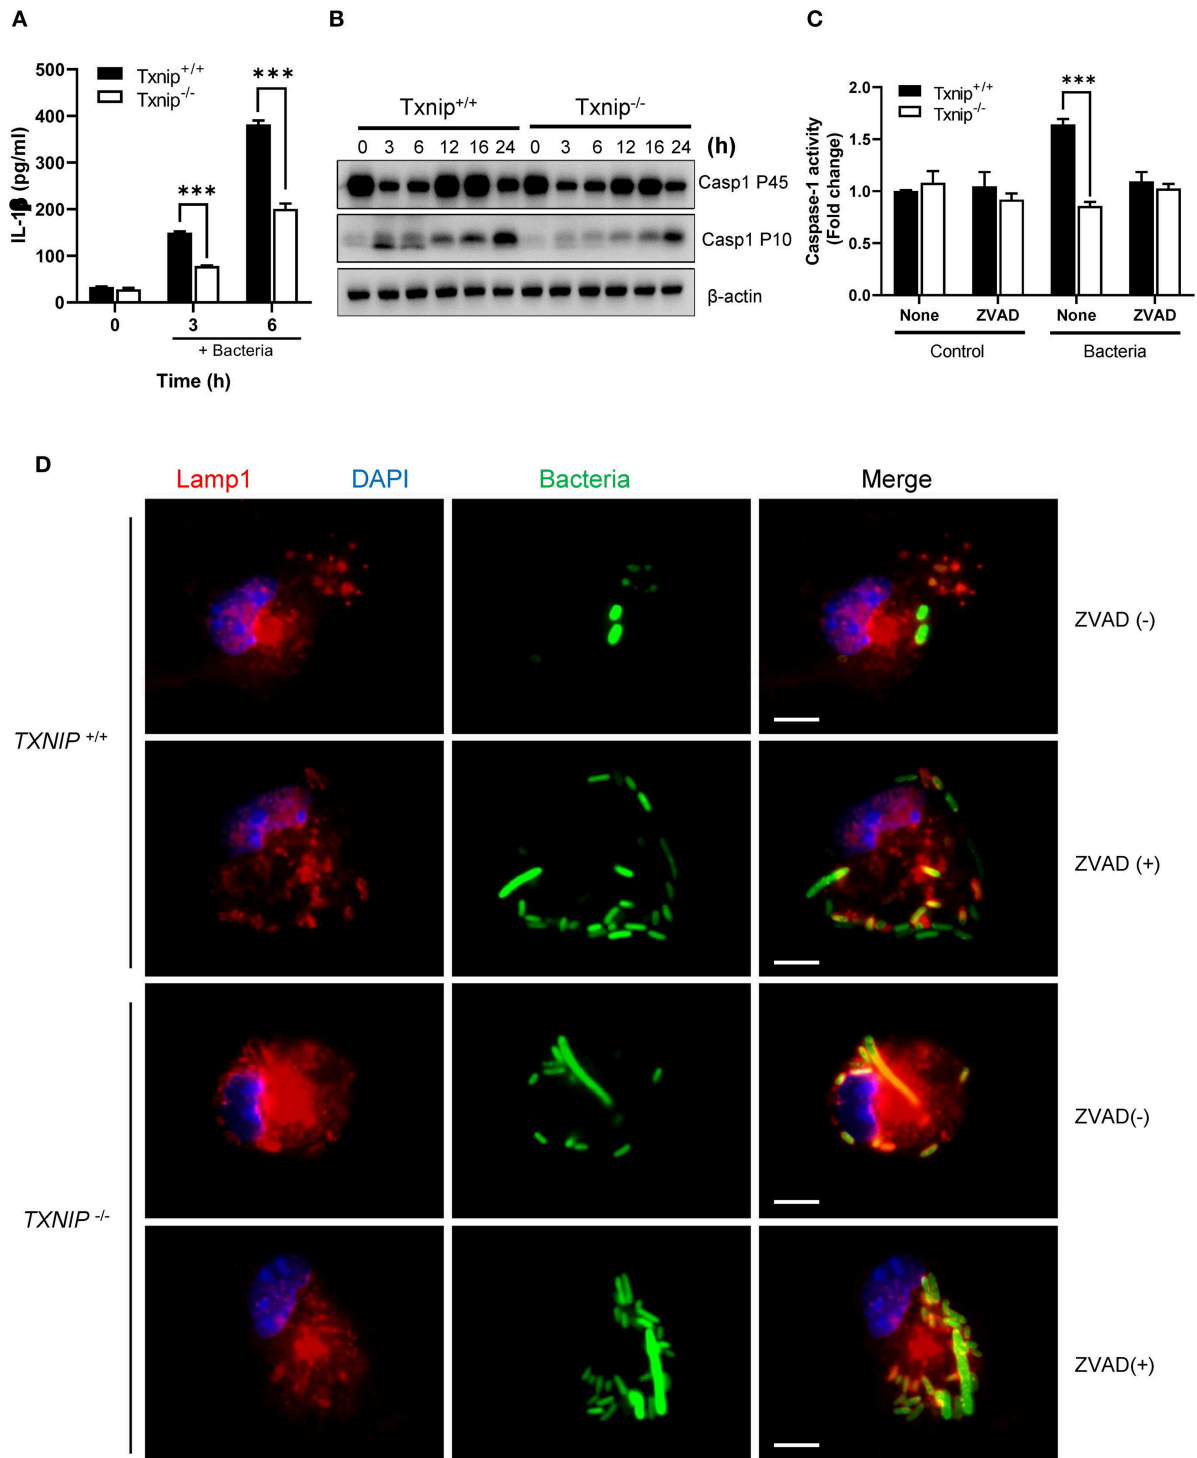 A
500
400
300
200
100
0
IL-1β (pg/ml)
Txnip+/+
Txnip-/-
***
***
0 3 6
+ Bacteria
Time (h)
B
Txnip+/+ Txnip-/-
0 3 6 12 16 24 0 3 6 12 16 24 (h)
Casp1 P45
Casp1 P10
β-actin
C
2.0
1.5
1.0
0.5
0.0
Caspase-1 activity
(Fold change)
Txnip+/+
Txnip-/-
***
None ZVAD None ZVAD
Control Bacteria
D
Lamp1 DAPI Bacteria Merge
TXNIP +/+
ZVAD (-)
ZVAD (+)
TXNIP -/-
ZVAD(-)
ZVAD(+)